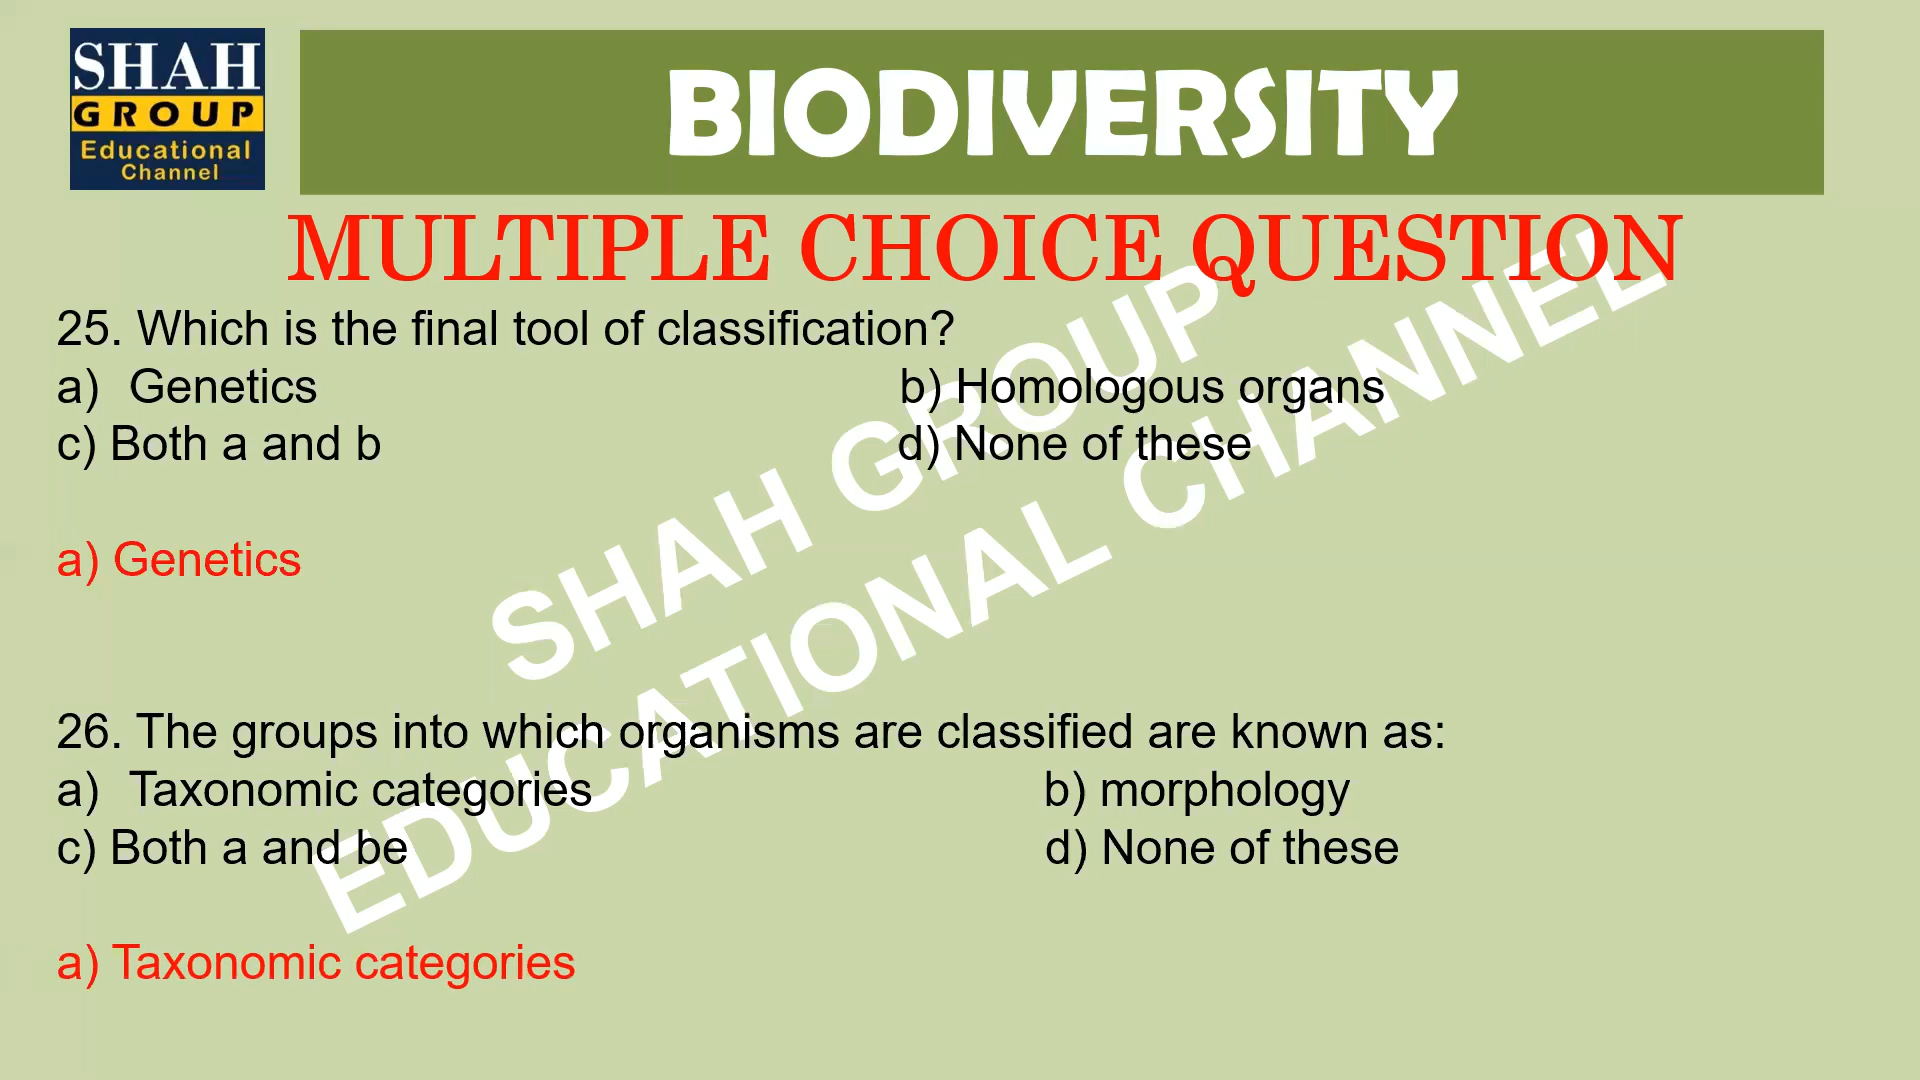 SHAH
GROUP
Educational
Channel
BIODIVERSITY
MULTIPLE CHOICE QUESTION
25. Which is the final tool of classification?
a) Genetics b) Homologous organs
c) Both a and b d) None of these
a) Genetics
26. The groups into which organisms are classified are known as:
a) Taxonomic categories b) morphology
c) Both a and be d) None of these
a) Taxonomic categories
SHAH GROUP
EDUCATIONAL CHANNEL